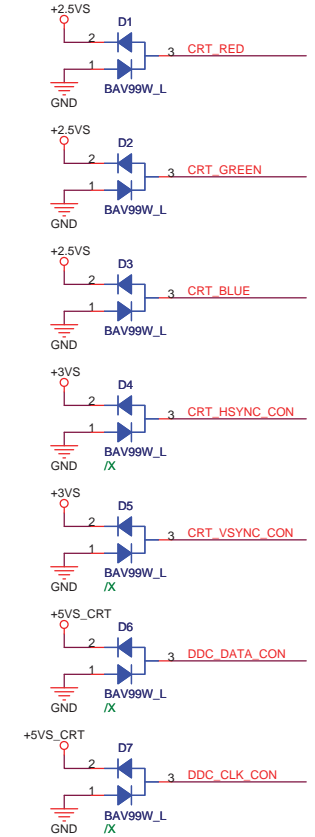 +2.5VS
D1
2
3 CRT_RED
1
BAV99W_L
GND
+2.5VS
D2
2
3 CRT_GREEN
1
BAV99W_L
GND
+2.5VS
D3
2
3 CRT_BLUE
1
BAV99W_L
GND
+3VS
D4
2
3 CRT_HSYNC_CON
1
BAV99W_L
GND /X
+3VS
D5
2
3 CRT_VSYNC_CON
1
BAV99W_L
GND /X
+5VS_CRT
D6
2
3 DDC_DATA_CON
1
BAV99W_L
GND /X
+5VS_CRT
D7
2
3 DDC_CLK_CON
1
BAV99W_L
GND /X